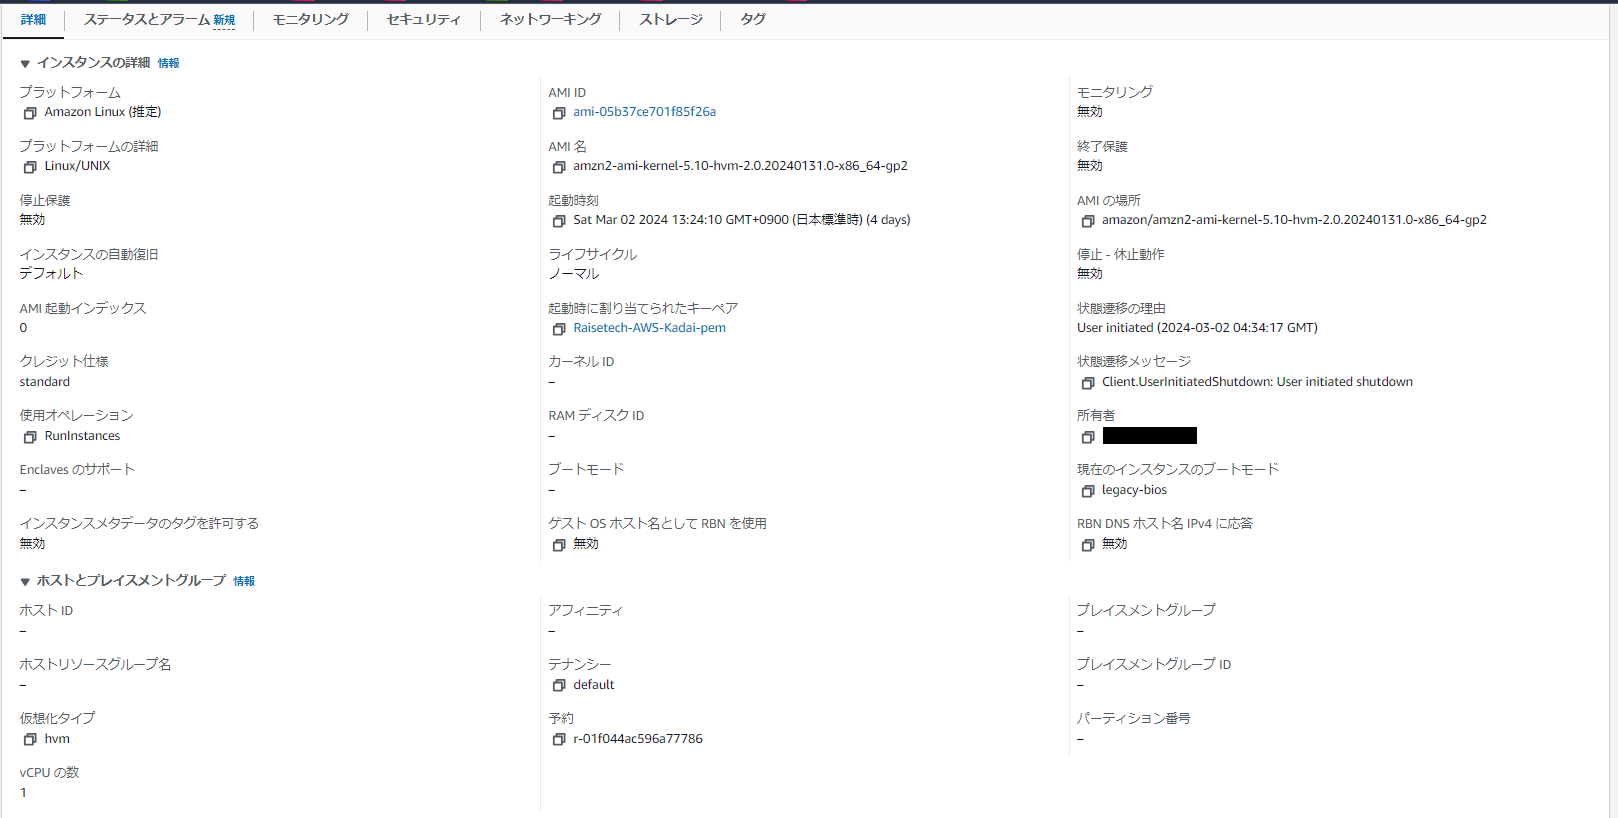 詳細 ステータスとアラーム 新規 モニタリング セキュリティ ネットワーキング ストレージ タグ
▼ インスタンスの詳細 情報
プラットフォーム
Amazon Linux (推定)
AMI ID
ami-05b37ce701f85f26a
モニタリング
無効
プラットフォームの詳細
Linux/UNIX
AMI 名
amzn2-ami-kernel-5.10-hvm-2.0.20240131.0-x86_64-gp2
終了保護
無効
停止保護
無効
起動時刻
Sat Mar 02 2024 13:24:10 GMT+0900 (日本標準時) (4 days)
AMI の場所
amazon/amzn2-ami-kernel-5.10-hvm-2.0.20240131.0-x86_64-gp2
インスタンスの自動復旧
デフォルト
ライフサイクル
ノーマル
停止 - 休止動作
無効
AMI 起動インデックス
0
起動時に割り当てられたキーペア
Raisetech-AWS-Kadai-pem
状態遷移の理由
User initiated (2024-03-02 04:34:17 GMT)
クレジット仕様
standard
カーネル ID
–
状態遷移メッセージ
Client.UserInitiatedShutdown: User initiated shutdown
使用オペレーション
RunInstances
RAM ディスク ID
–
所有者
Enclaves のサポート
–
ブートモード
–
現在のインスタンスのブートモード
legacy-bios
インスタンスメタデータのタグを許可する
無効
ゲスト OS ホスト名として RBN を使用
無効
RBN DNS ホスト名 IPv4 に応答
無効
▼ ホストとプレイスメントグループ 情報
ホスト ID
–
アフィニティ
–
プレイスメントグループ
–
ホストリソースグループ名
–
テナンシー
default
プレイスメントグループ ID
–
仮想化タイプ
hvm
予約
r-01f044ac596a77786
パーティション番号
–
vCPU の数
1